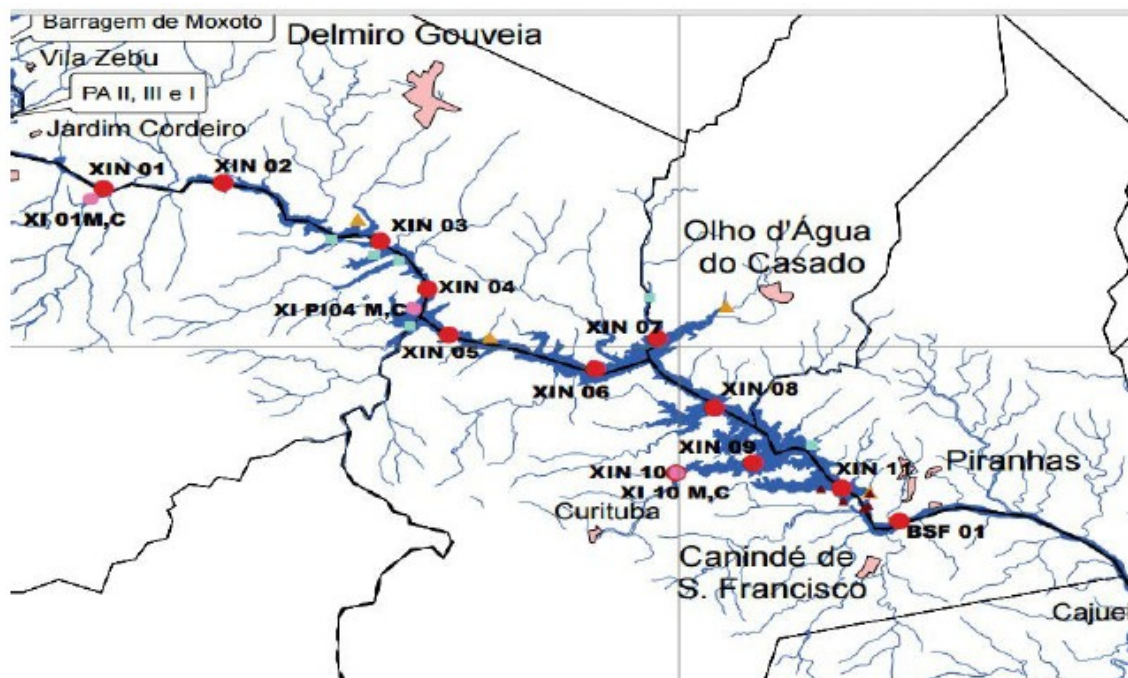 Barragem de Moxotó
Delmiro Gouveia
Vila Zebu
PA II, III e I
Jardim Cordeiro
XIN 01
XIN 02
XI 01M,C
XIN 03
Olho d'Água
do Casado
XIN 04
XI PI04 M,C
XIN 05
XIN 07
XIN 06
XIN 08
XIN 09
XIN 10
XI 10 M,C
XIN 11
Piranhas
Curituba
BSF 01
Canindé de
S. Francisco
Cajuei